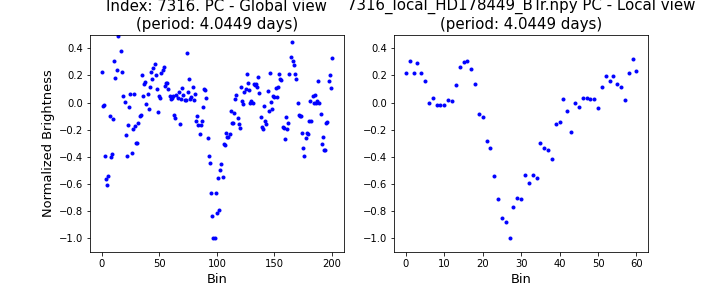 Index: 7316. PC - Global view
(period: 4.0449 days)
7316_local_HD178449_BTr.npy PC - Local view
(period: 4.0449 days)
Normalized Brightness
0.4
0.2
0.0
−0.2
−0.4
−0.6
−0.8
−1.0
0 50 100 150 200
Bin
0.4
0.2
0.0
−0.2
−0.4
−0.6
−0.8
−1.0
0 10 20 30 40 50 60
Bin